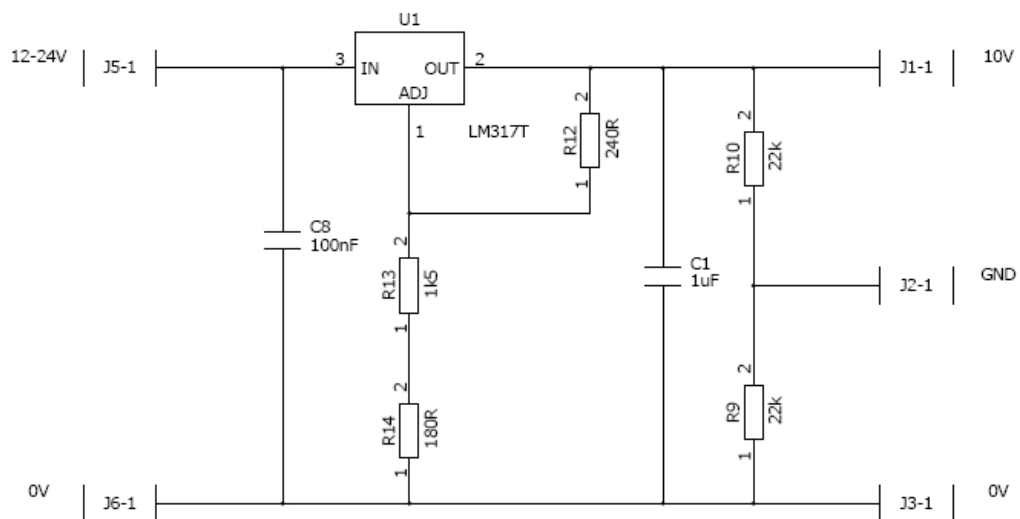 U1
12-24V
J5-1
3
IN
OUT
2
J1-1
10V
ADJ
1
LM317T
2
R12
240R
1
2
R10
22k
1
C8
100nF
2
R13
1k5
1
C1
1uF
J2-1
GND
2
R14
180R
1
2
R9
22k
1
0V
J6-1
J3-1
0V